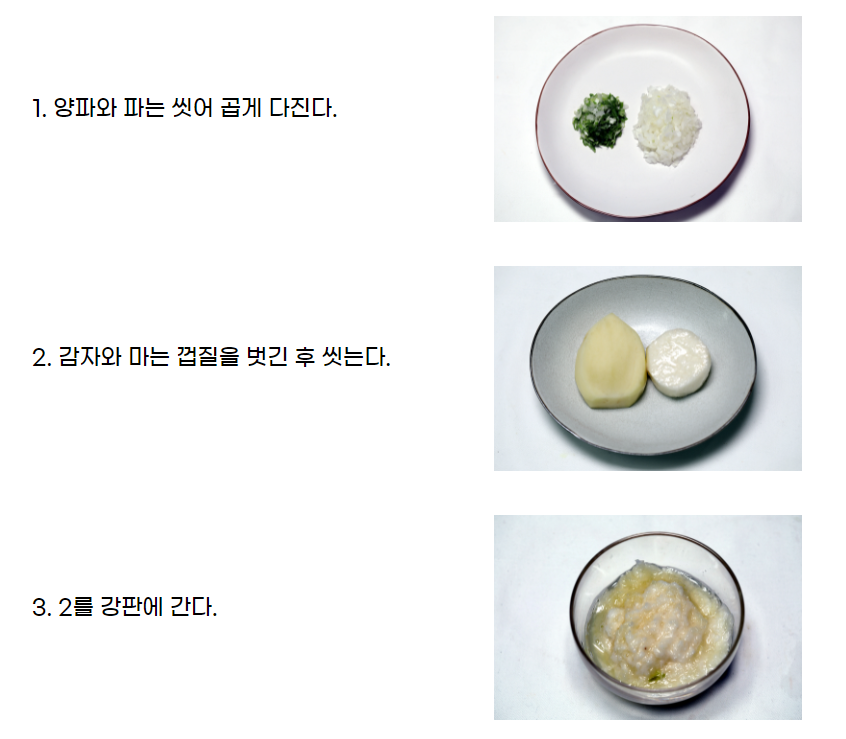 1. 양파와 파는 씻어 곱게 다진다.
2. 감자와 마는 껍질을 벗긴 후 씻는다.
3. 2를 강판에 간다.